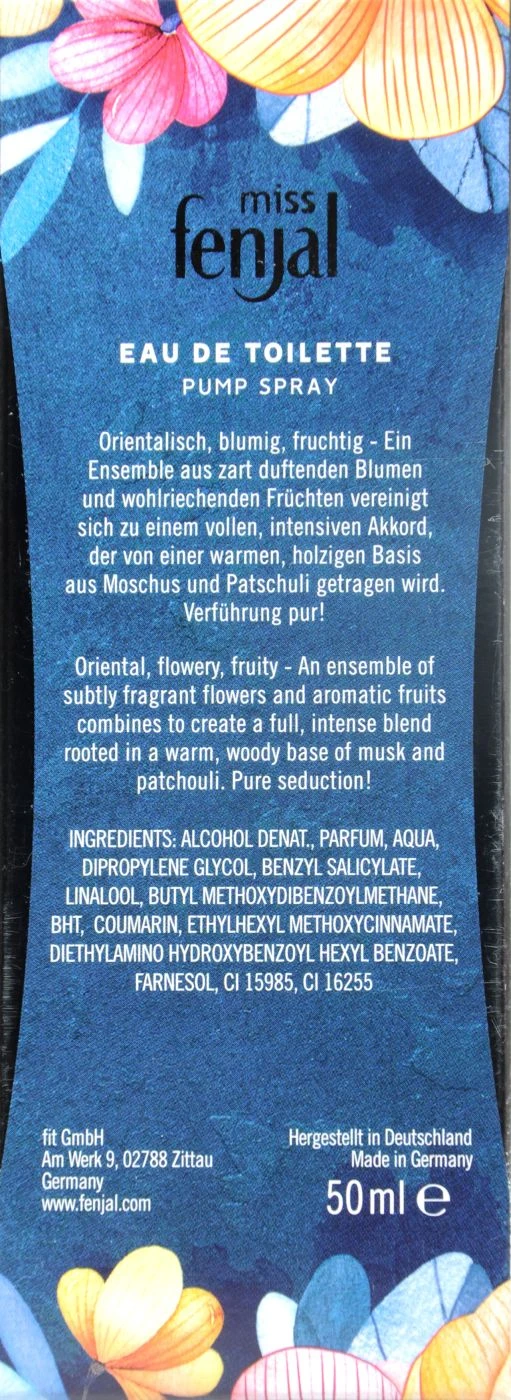 miss
fenjal
EAU DE TOILETTE
PUMP SPRAY
Orientalisch, blumig, fruchtig - Ein
Ensemble aus zart duftenden Blumen
und wohlriechenden Früchten vereinigt
sich zu einem vollen, intensiven Akkord,
der von einer warmen, holzigen Basis
aus Moschus und Patschuli getragen wird.
Verführung pur!
Oriental, flowery, fruity - An ensemble of
subtly fragrant flowers and aromatic fruits
combines to create a full, intense blend
rooted in a warm, woody base of musk and
patchouli. Pure seduction!
INGREDIENTS: ALCOHOL DENAT., PARFUM, AQUA,
DIPROPYLENE GLYCOL, BENZYL SALICYLATE,
LINALOOL, BUTYL METHOXYDIBENZOYLMETHANE,
BHT, COUMARIN, ETHYLHEXYL METHOXYCINNAMATE,
DIETHYLAMINO HYDROXYBENZOYL HEXYL BENZOATE,
FARNESOL, CI 15985, CI 16255
fit GmbH
Am Werk 9, 02788 Zittau
Germany
www.fenjal.com
Hergestellt in Deutschland
Made in Germany
50 ml e